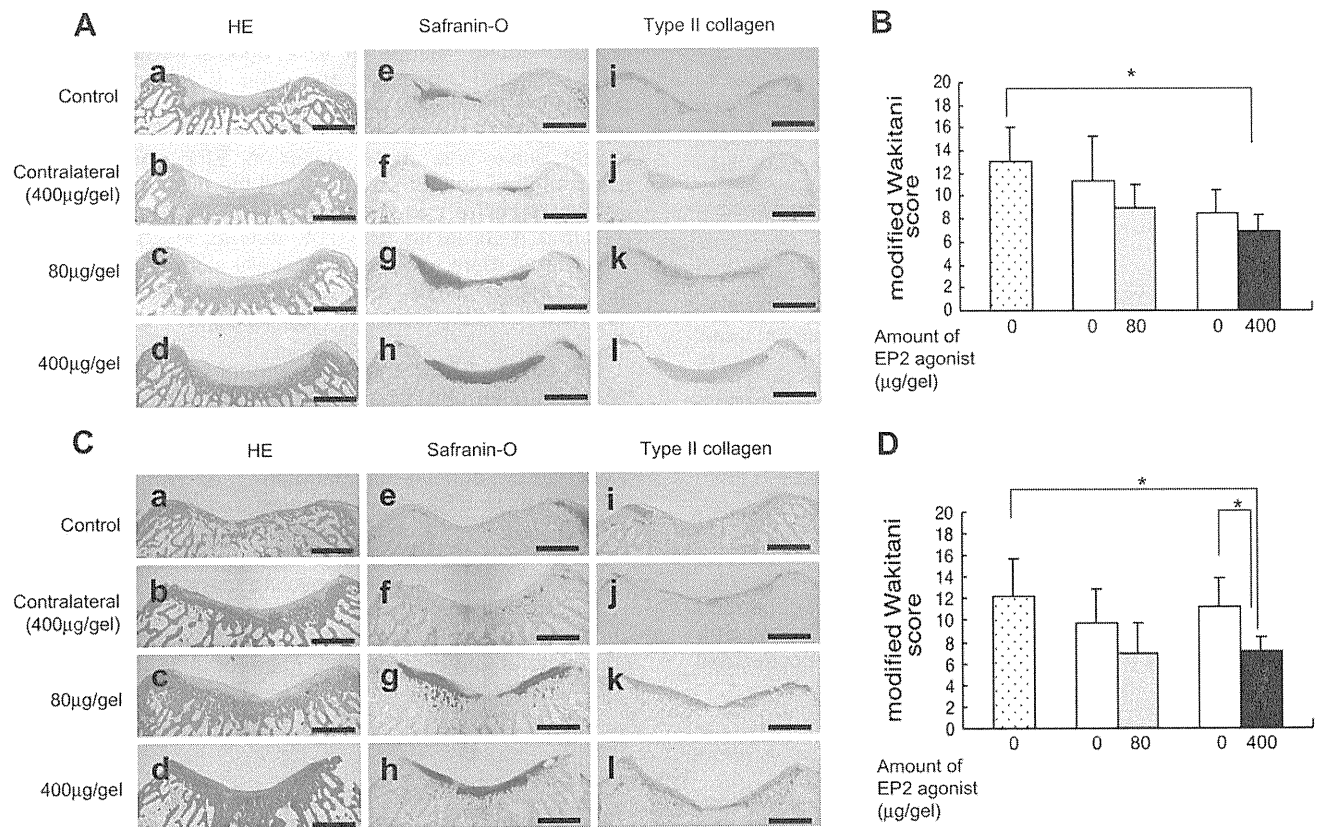 A
HE
Safranin-O
Type II collagen
Control
a
e
i
Contralateral
(400µg/gel)
b
f
j
80µg/gel
c
g
k
400µg/gel
d
h
l
B
*
modified Wakitani
score
20
18
16
14
12
10
8
6
4
2
0
0
0
80
0
400
Amount of
EP2 agonist
(µg/gel)
C
HE
Safranin-O
Type II collagen
Control
a
e
i
Contralateral
(400µg/gel)
b
f
j
80µg/gel
c
g
k
400µg/gel
d
h
l
D
*
*
modified Wakitani
score
20
18
16
14
12
10
8
6
4
2
0
0
0
80
0
400
Amount of
EP2 agonist
(µg/gel)